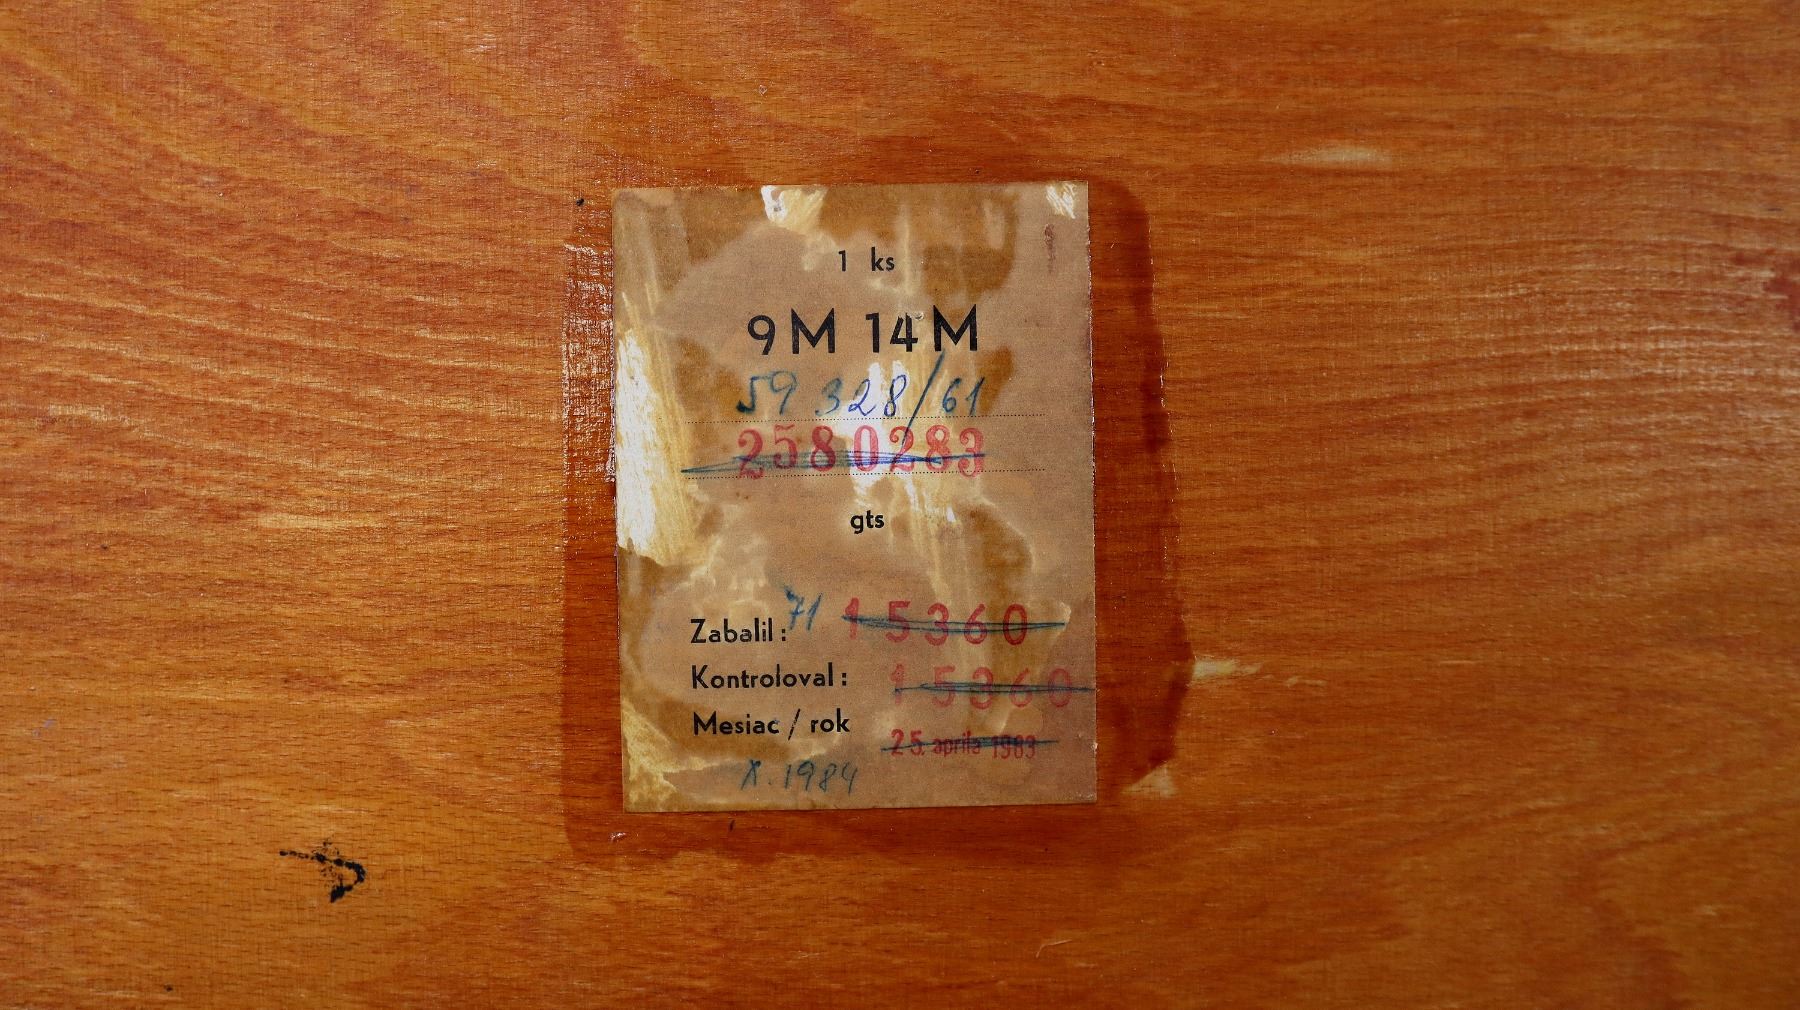 1 ks
9M 14M
59 328/61
2580283
gts
Zabalil: 71 15360
Kontroloval: 15360
Mesiac / rok 25. apríla 1983
X. 1984